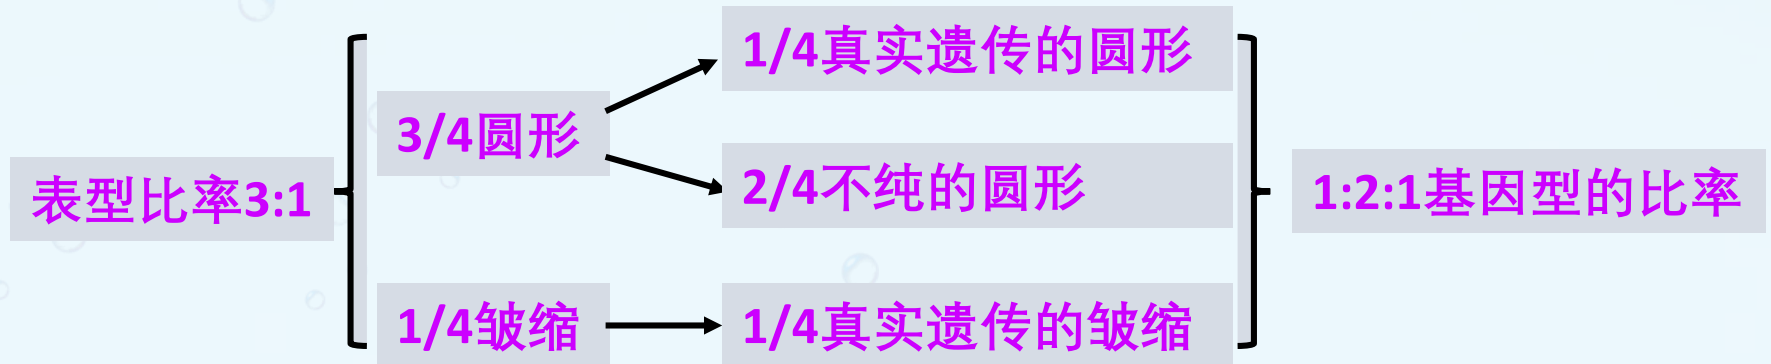 表型比率3:1
3/4圆形
1/4皱缩
1/4真实遗传的圆形
2/4不纯的圆形
1/4真实遗传的皱缩
1:2:1基因型的比率